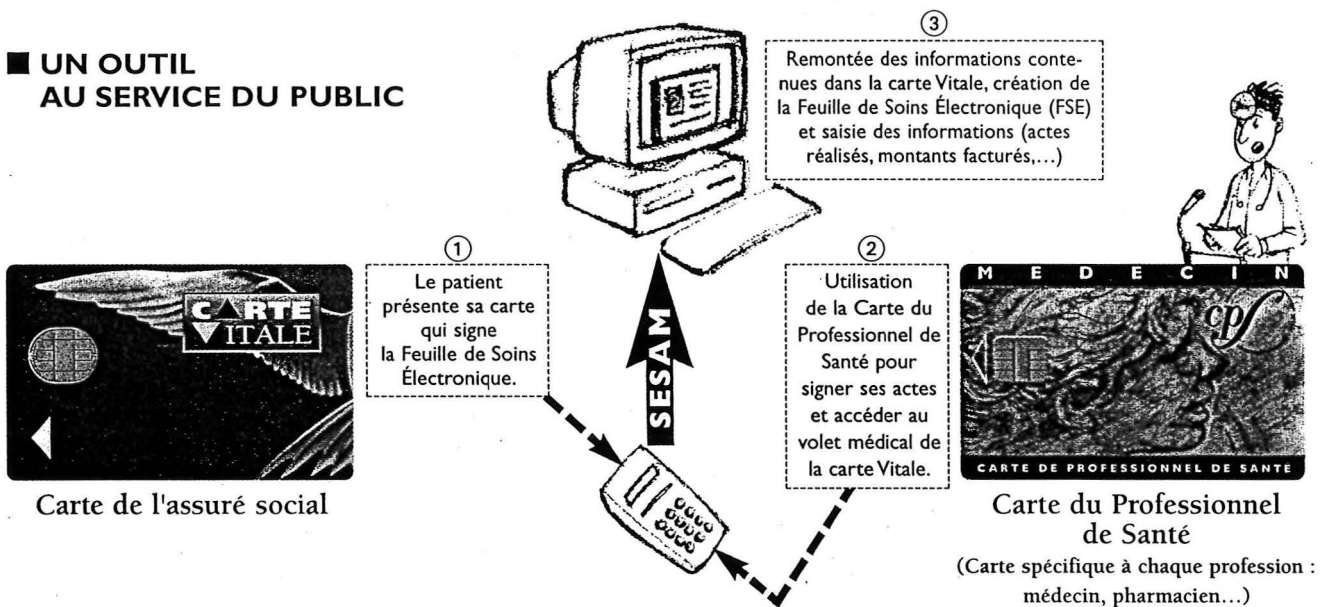 ■ UN OUTIL
AU SERVICE DU PUBLIC
③
Remontée des informations conte-
nues dans la carte Vitale, création de
la Feuille de Soins Électronique (FSE)
et saisie des informations (actes
réalisés, montants facturés,...)
①
Le patient
présente sa carte
qui signe
la Feuille de Soins
Électronique.
②
Utilisation
de la Carte du
Professionnel de
Santé pour
signer ses actes
et accéder au
volet médical de
la carte Vitale.
SESAM
CARTE
VITALE
Carte de l'assuré social
MEDECIN
cps
CARTE DE PROFESSIONNEL DE SANTÉ
Carte du Professionnel
de Santé
(Carte spécifique à chaque profession :
médecin, pharmacien...)